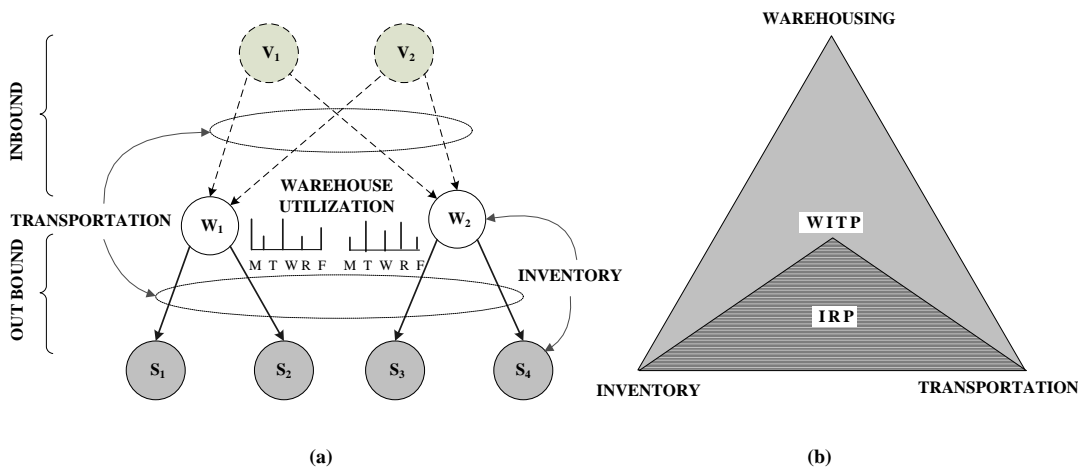 V1
V2
INBOUND
WAREHOUSE
UTILIZATION
TRANSPORTATION
W1
W2
M T W R F
M T W R F
INVENTORY
OUT BOUND
S1
S2
S3
S4
(a)
WAREHOUSING
WITP
IRP
INVENTORY
TRANSPORTATION
(b)